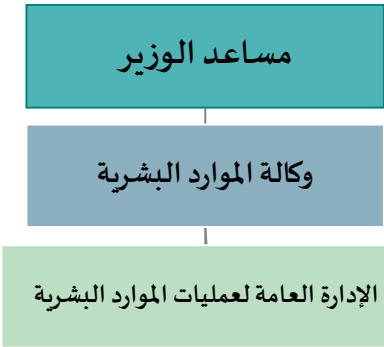 مساعد الوزير
وكالة الموارد البشرية
الإدارة العامة لعمليات الموارد البشرية